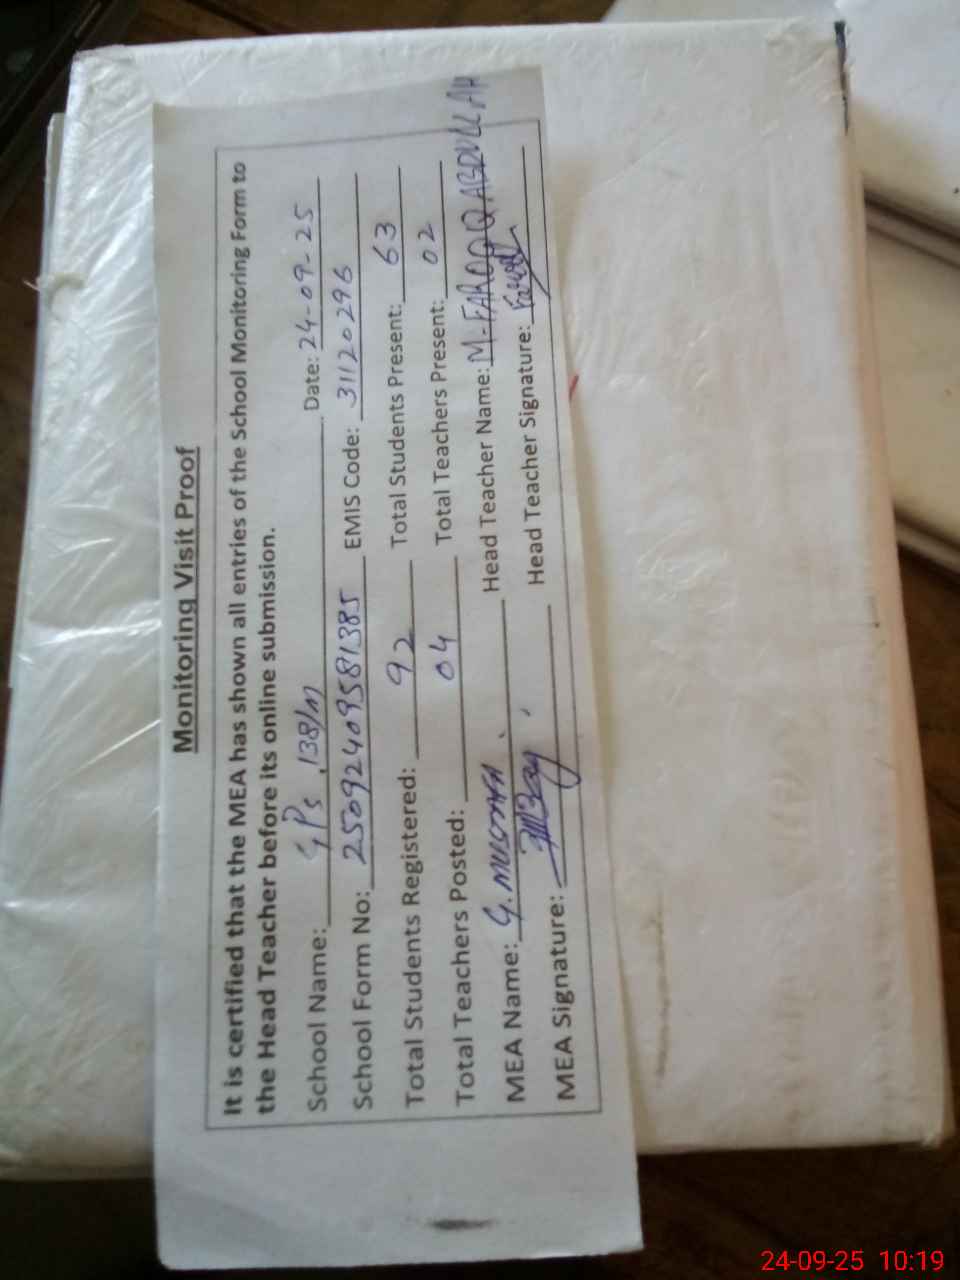 Monitoring Visit Proof
It is certified that the MEA has shown all entries of the School Monitoring Form to
the Head Teacher before its online submission.
School Name: GPS 138/M Date: 24-09-25
School Form No: 25092409581385 EMIS Code: 31120296
Total Students Registered: 92 Total Students Present: 63
Total Teachers Posted: 04 Total Teachers Present: 02
MEA Name: G. MUSTAFA Head Teacher Name: M-FAROOQ ABDULLAH
MEA Signature: Head Teacher Signature: Farooq
24-09-25 10:19